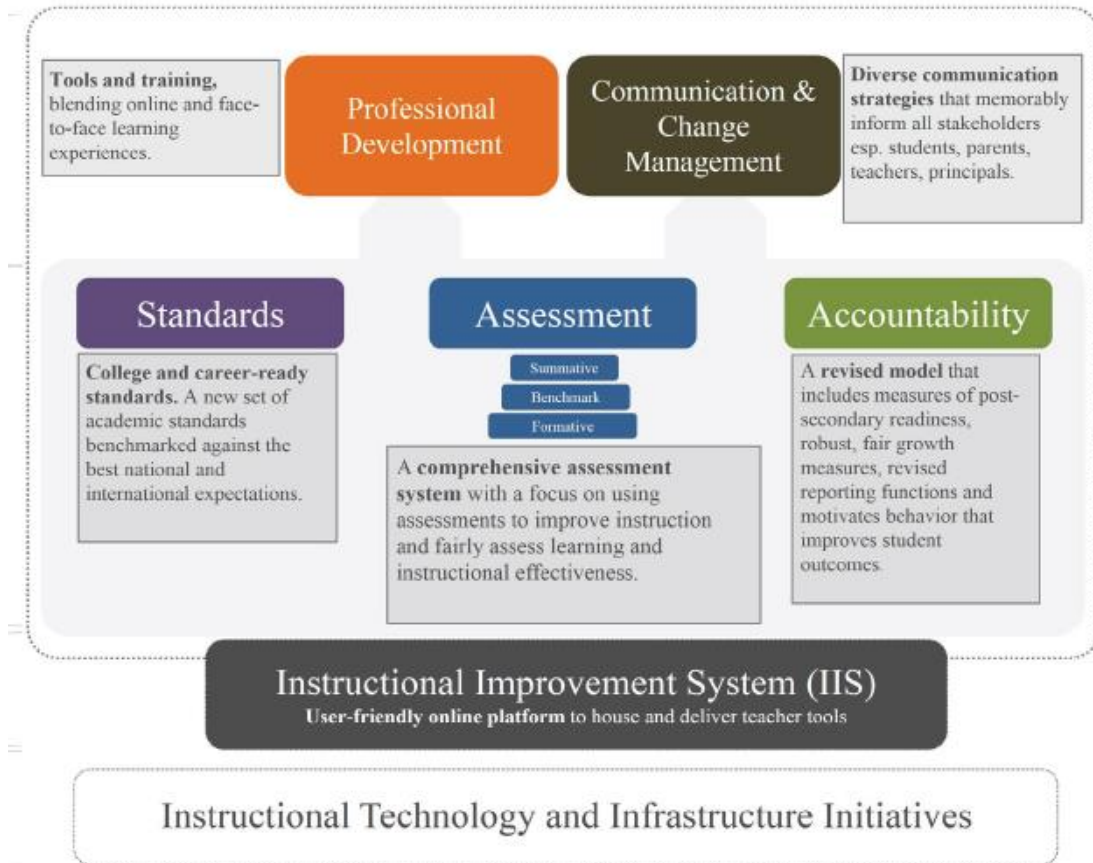 Tools and training,
blending online and face-
to-face learning
experiences.
Professional
Development
Communication &
Change
Management
Diverse communication
strategies that memorably
inform all stakeholders
esp. students, parents,
teachers, principals.
Standards
College and career-ready
standards. A new set of
academic standards
benchmarked against the
best national and
international expectations.
Assessment
Summative
Benchmark
Formative
A comprehensive assessment
system with a focus on using
assessments to improve instruction
and fairly assess learning and
instructional effectiveness.
Accountability
A revised model that
includes measures of post-
secondary readiness,
robust, fair growth
measures, revised
reporting functions and
motivates behavior that
improves student
outcomes.
Instructional Improvement System (IIS)
User-friendly online platform to house and deliver teacher tools
Instructional Technology and Infrastructure Initiatives